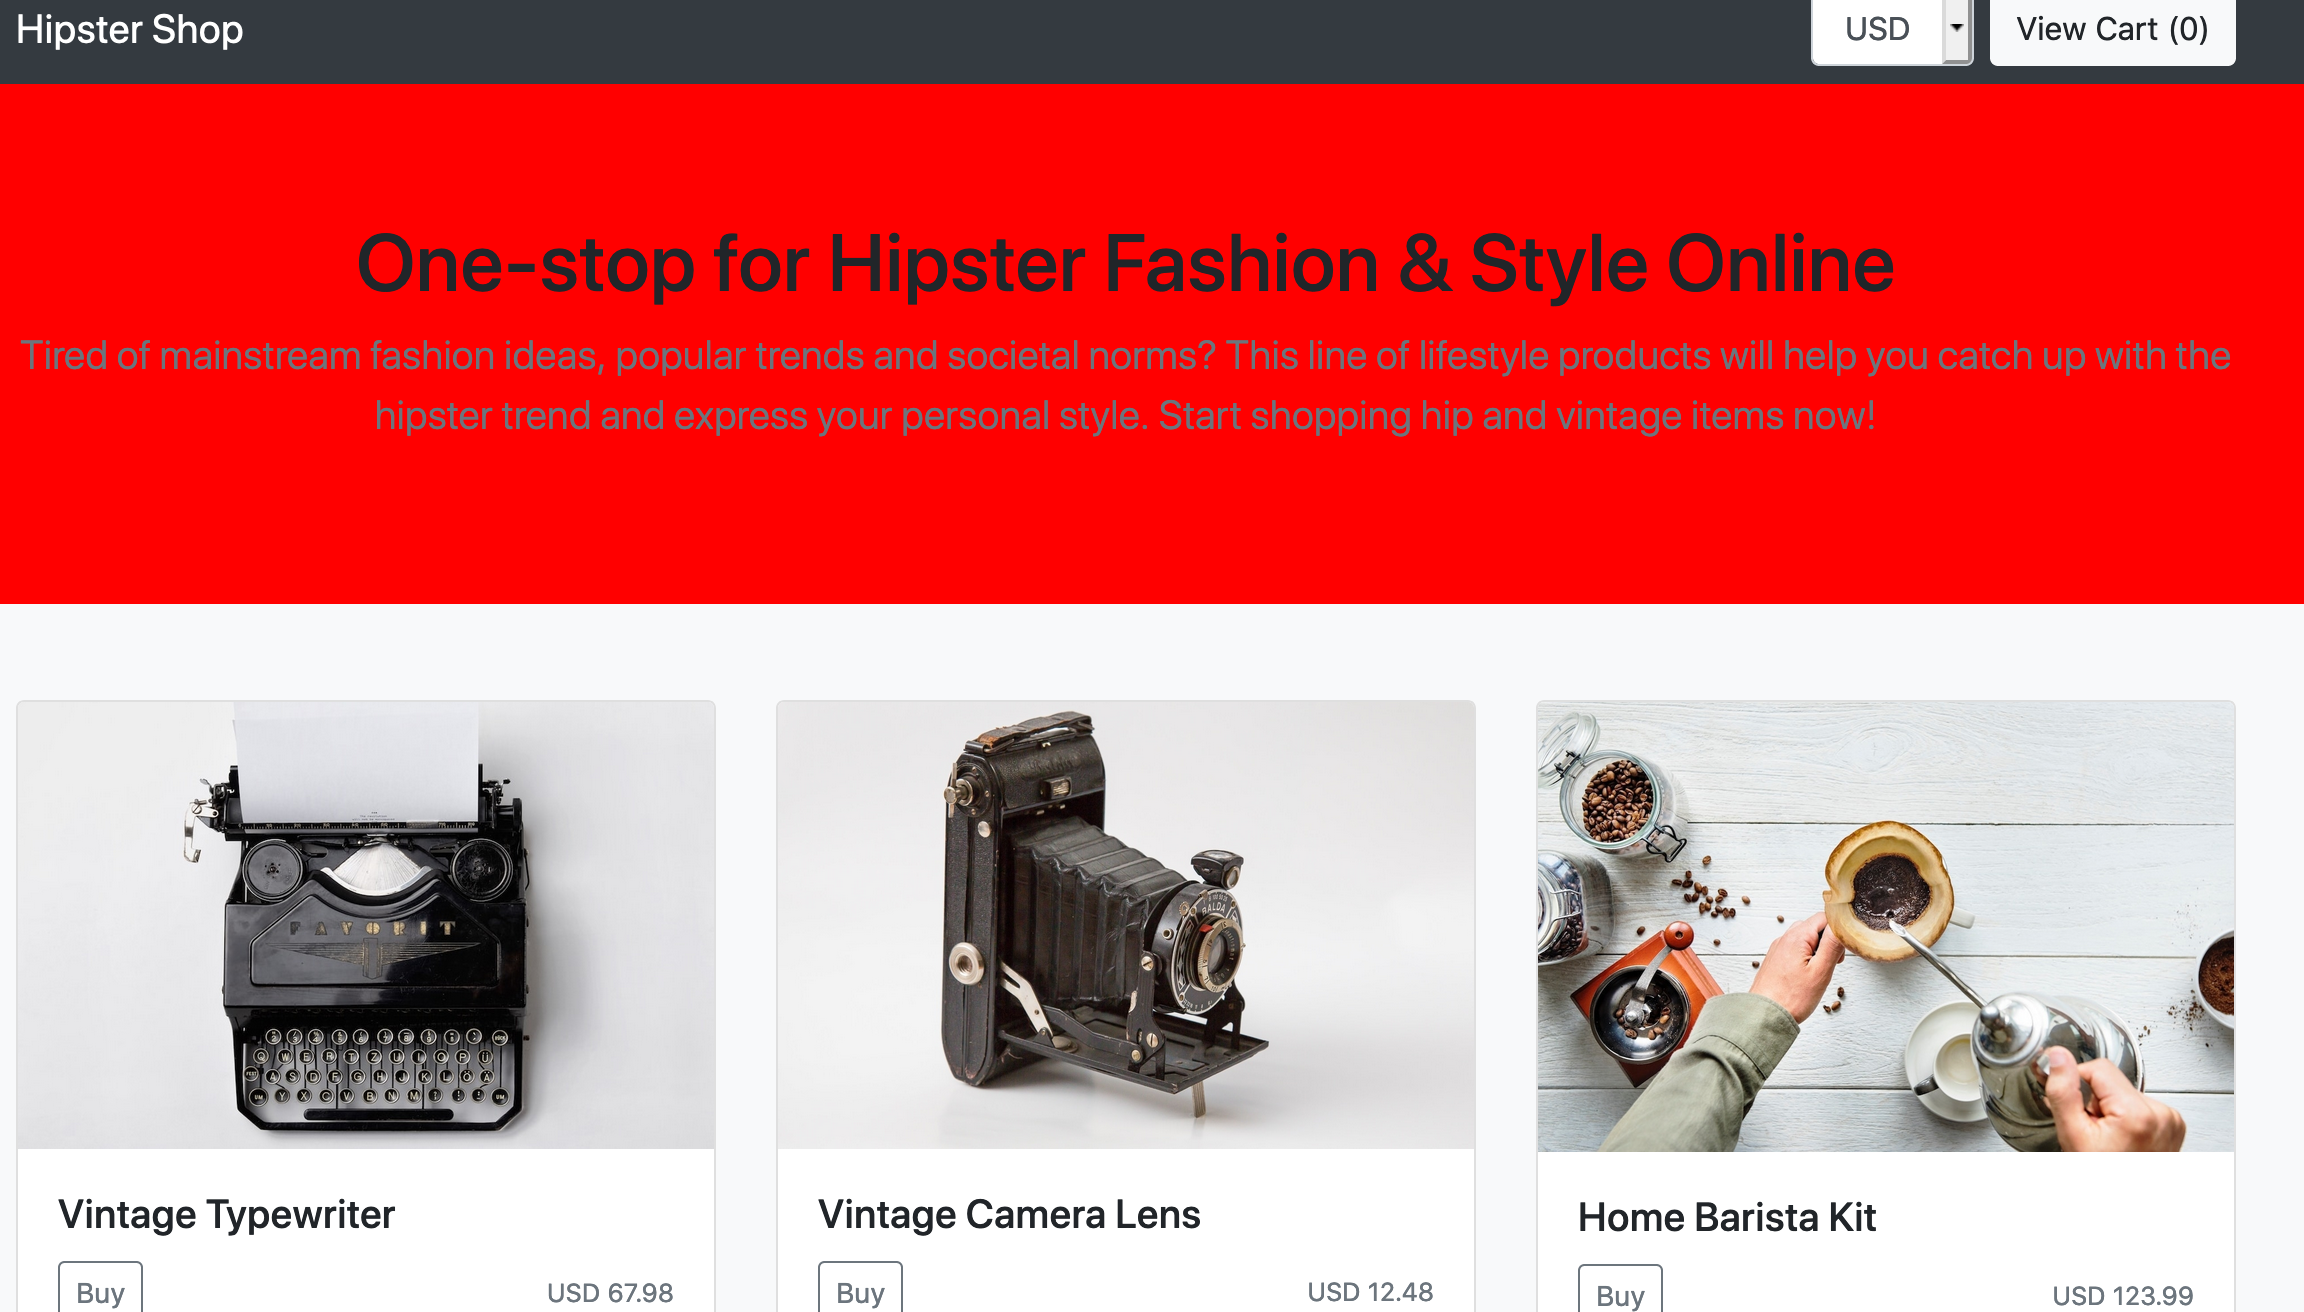 Hipster Shop
USD
View Cart (0)
One-stop for Hipster Fashion & Style Online
Tired of mainstream fashion ideas, popular trends and societal norms? This line of lifestyle products will help you catch up with the
hipster trend and express your personal style. Start shopping hip and vintage items now!
FAVORIT
Q W E R T Z U I O P Ü
A S D F G H J K L Ö Ä
Y X C V B N M
BALDA
Vintage Typewriter
Vintage Camera Lens
Home Barista Kit
Buy
USD 67.98
Buy
USD 12.48
Buy
USD 123.99